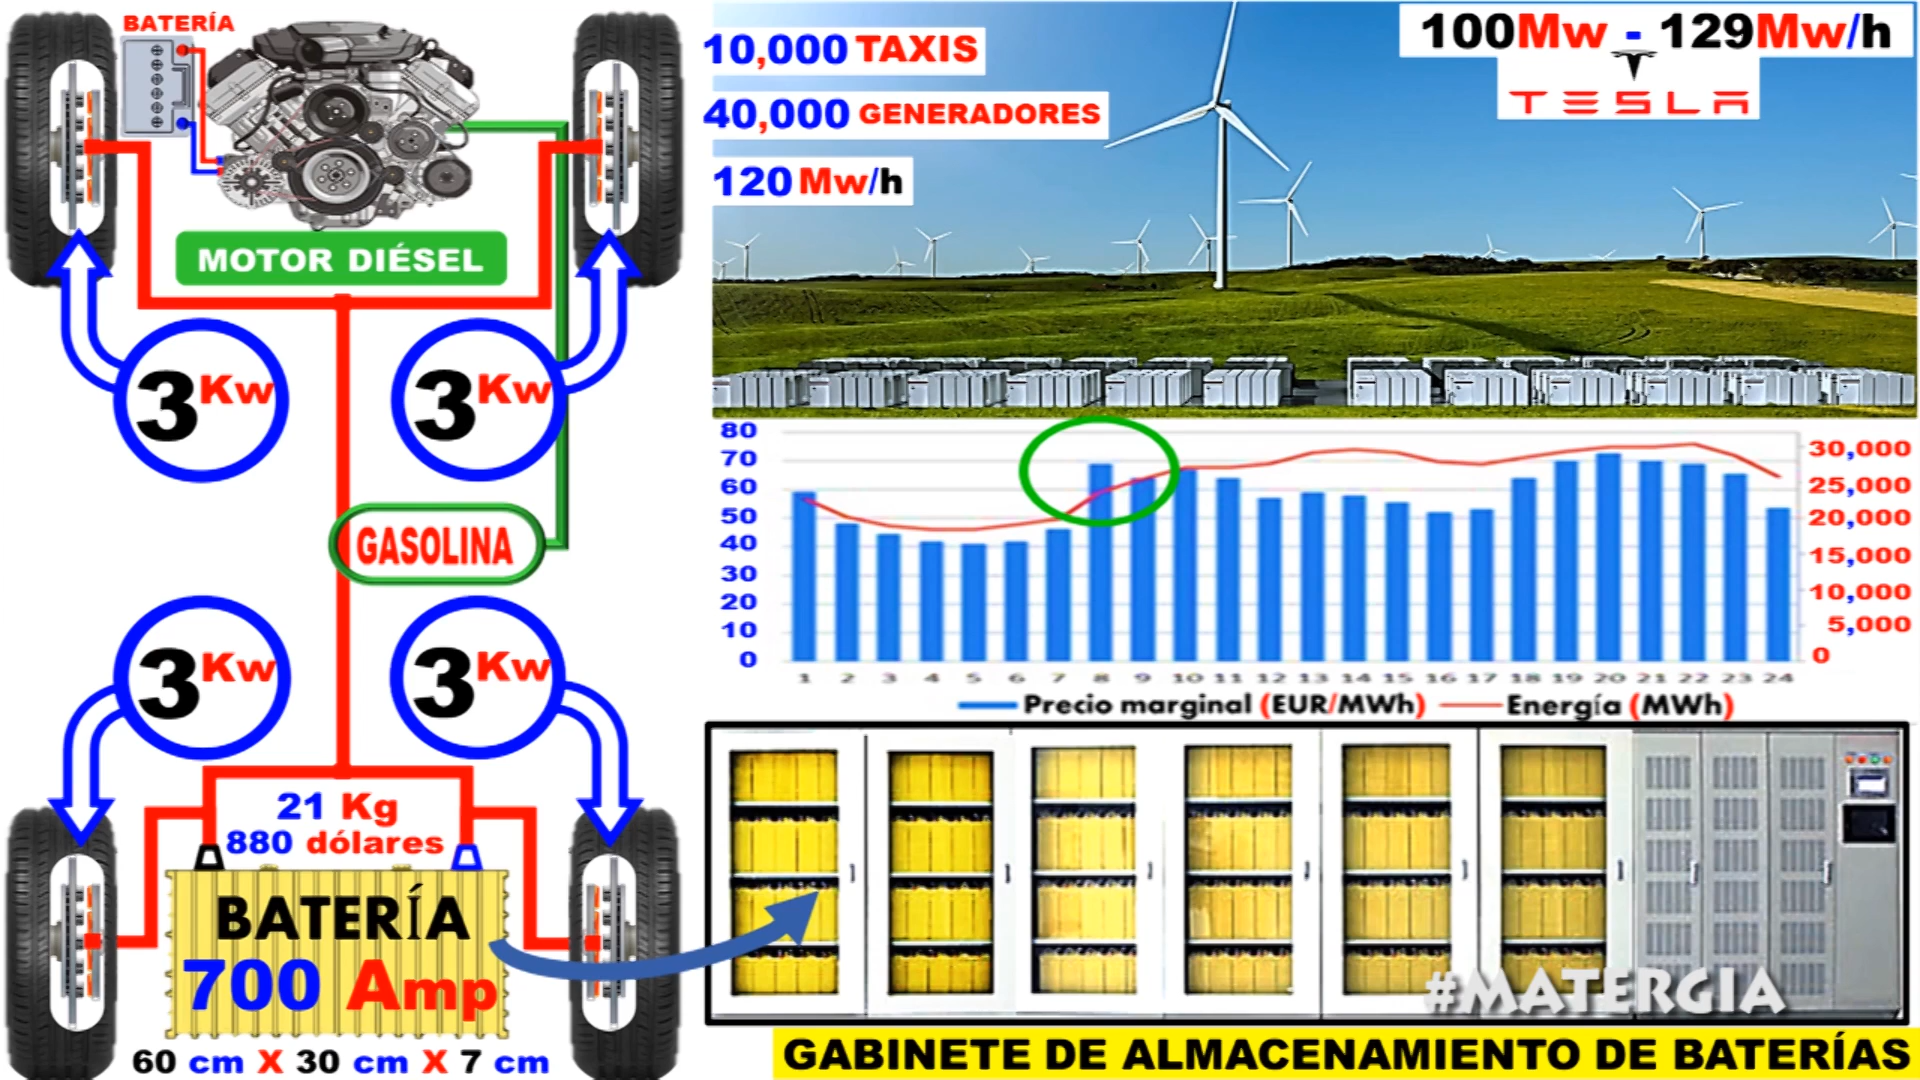 BATERÍA
MOTOR DIÉSEL
3Kw
3Kw
GASOLINA
3Kw
3Kw
21 Kg
880 dólares
BATERÍA
700 Amp
60 cm X 30 cm X 7 cm
10,000 TAXIS
40,000 GENERADORES
120 Mw/h
100Mw - 129Mw/h
TESLA
80
70
60
50
40
30
20
10
0
30,000
25,000
20,000
15,000
10,000
5,000
0
1 2 3 4 5 6 7 8 9 10 11 12 13 14 15 16 17 18 19 20 21 22 23 24
Precio marginal (EUR/MWh) Energía (MWh)
#MATERGIA
GABINETE DE ALMACENAMIENTO DE BATERÍAS